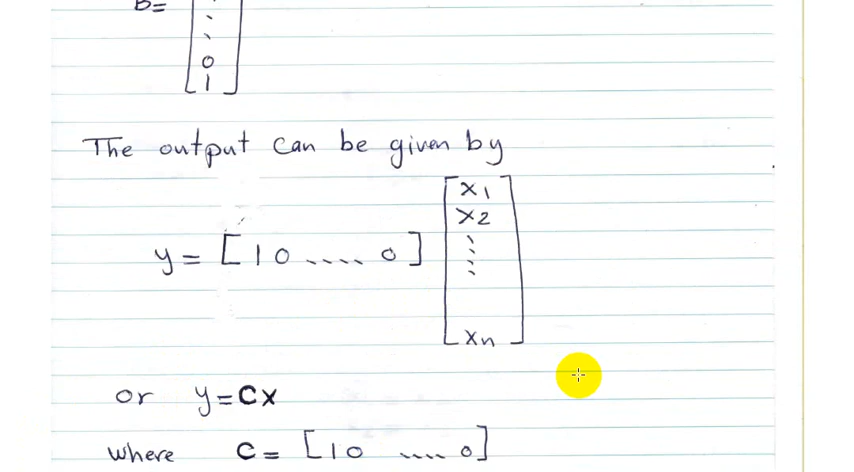 B= [ ⋮ 0 1 ]
The output can be given by
y = [ 1 0 .... 0 ] [ x1 x2 ⋮ xn ]
or y = Cx
where C = [ 1 0 .... 0 ]